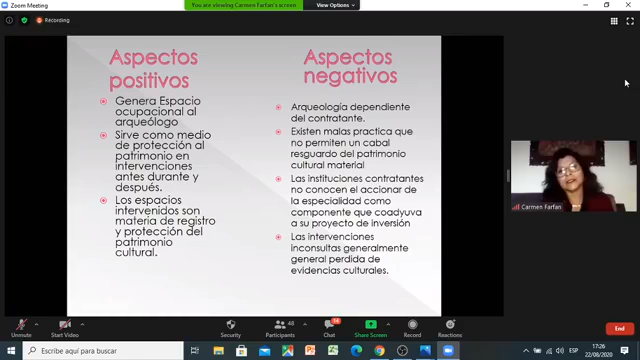 Zoom Meeting
You are viewing Carmen Farfan's screen
View Options
Recording
Aspectos
positivos
Genera Espacio
ocupacional al
arqueólogo
Sirve como medio
de protección al
patrimonio en
intervenciones
antes durante y
después.
Los espacios
intervenidos son
materia de registro
y protección del
patrimonio
cultural.
Aspectos
negativos
Arqueología dependiente
del contratante.
Existen malas practica que
no permiten un cabal
resguardo del patrimonio
cultural material
Las instituciones contratantes
no conocen el accionar de
la especialidad como
componente que coadyuva
a su proyecto de inversión
Las intervenciones
inconsultas generalmente
general perdida de
evidencias culturales.
Carmen Farfan
Unmute
Start Video
Security
48
Participants
14
Chat
Share Screen
Record
Reactions
End
Escribe aquí para buscar
ESP
17:26
22/08/2020